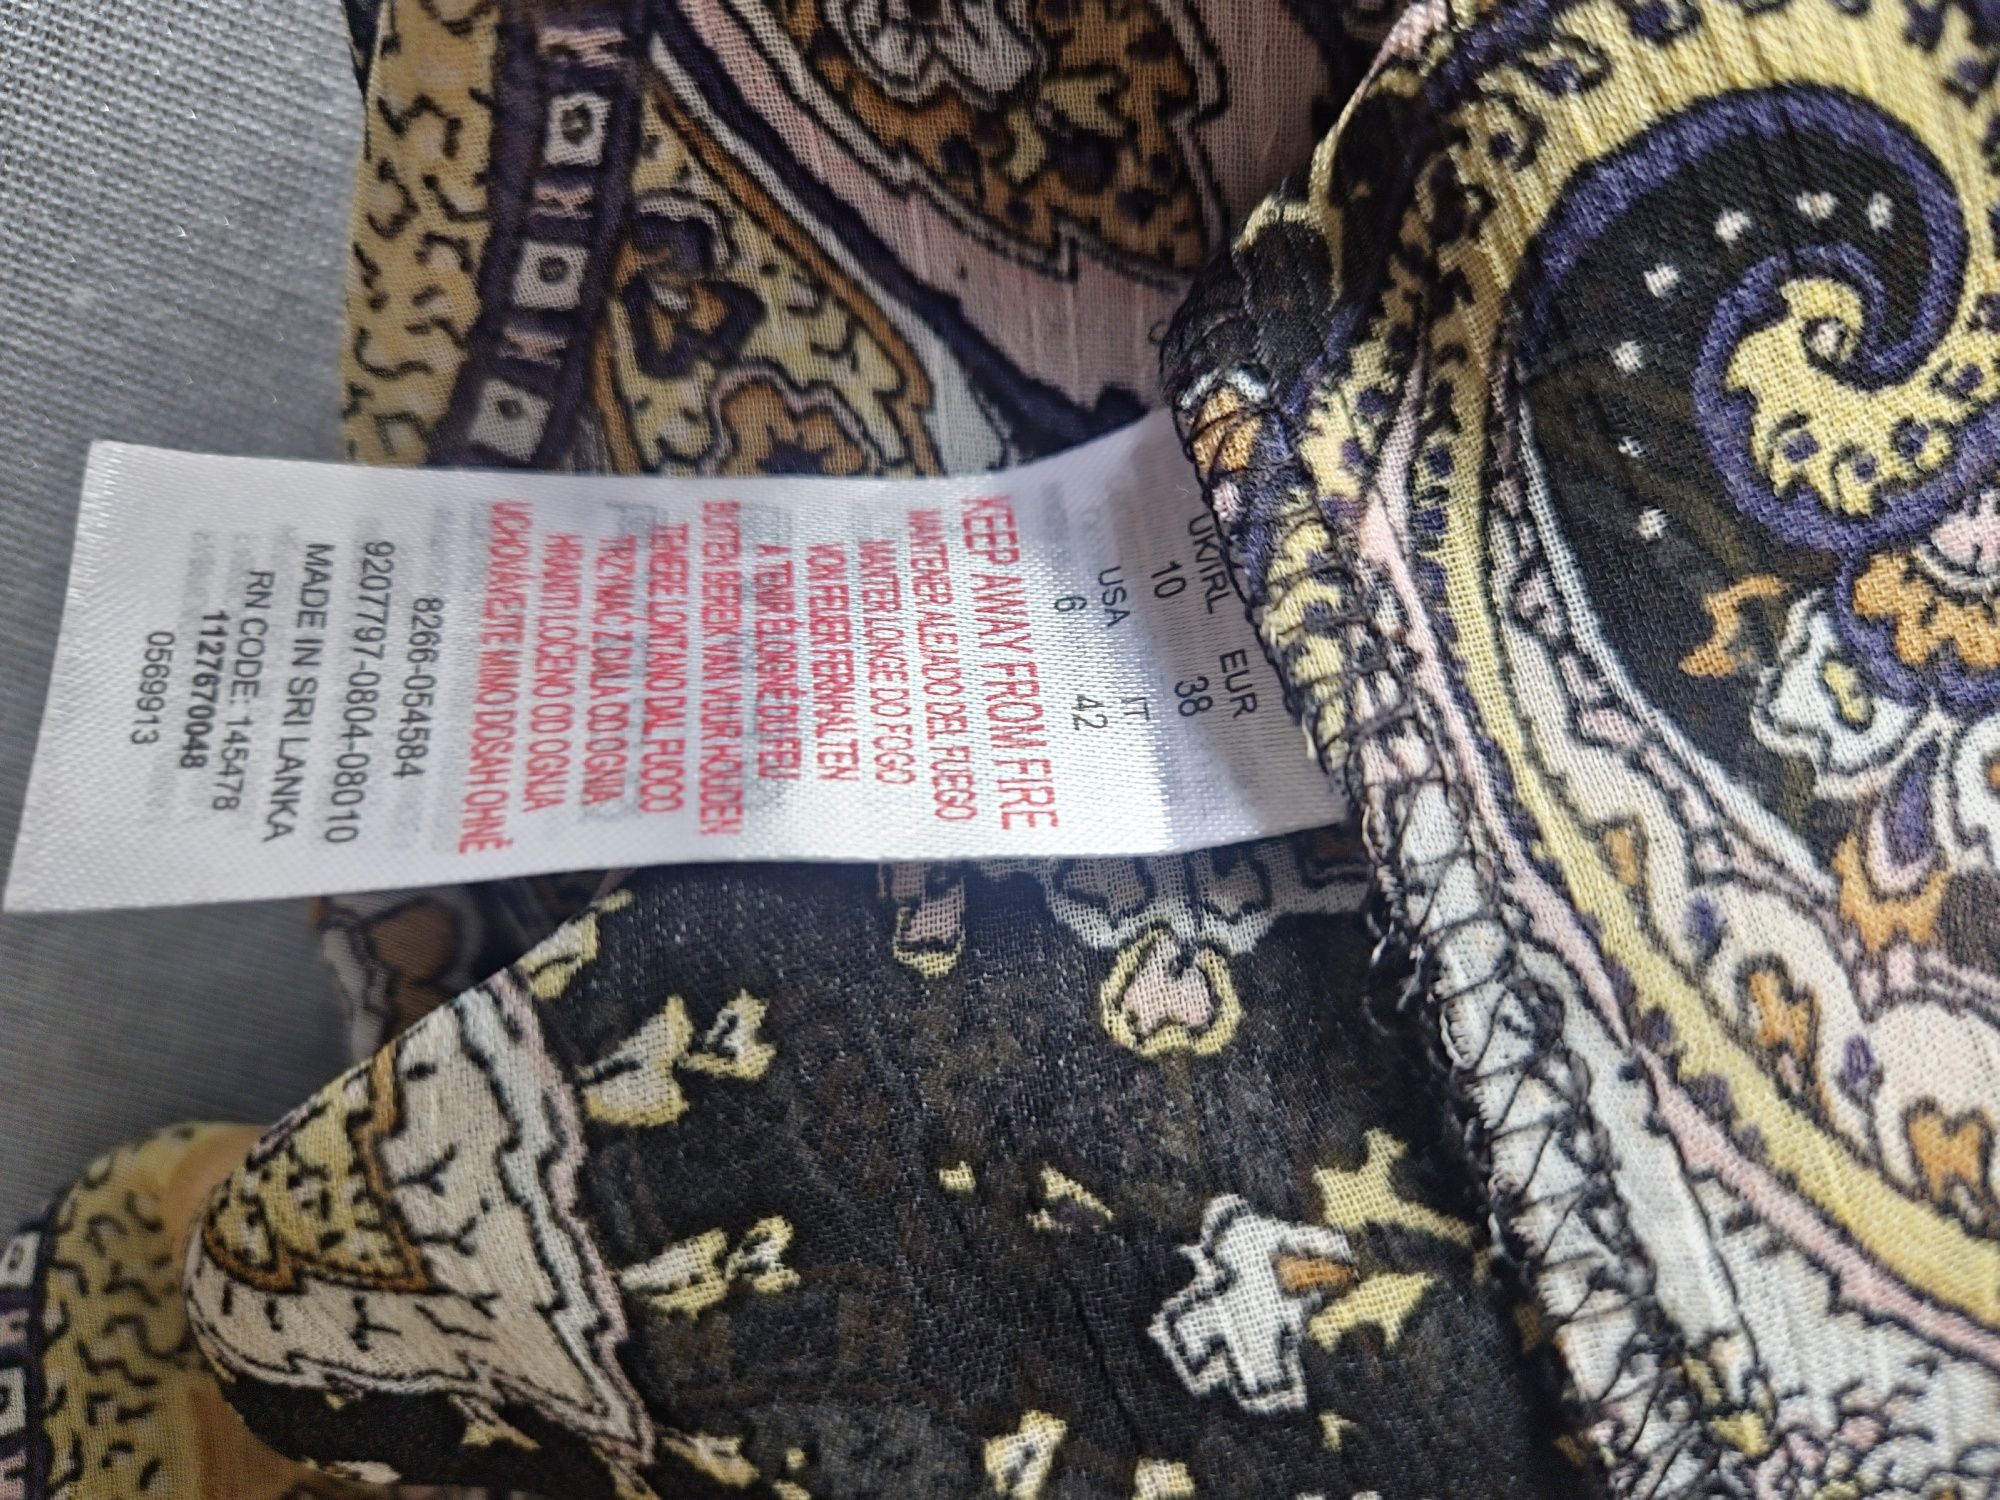 UK/IRL EUR
10 38
USA IT
6 42
KEEP AWAY FROM FIRE
MANTENER ALEJADO DEL FUEGO
MANTER LONGE DO FOGO
VON FEUER FERNHALTEN
À TENIR ÉLOIGNÉ DU FEU
BUITEN BEREIK VAN VUUR HOUDEN
TENERE LONTANO DAL FUOCO
TRZYMAĆ Z DALA OD OGNIA
HRANITI LOČENO OD OGNJA
UCHOVÁVEJTE MIMO DOSAH OHNĚ
8266-054584
9207797-0804-08010
MADE IN SRI LANKA
RN CODE: 145478
1127670048
0569913